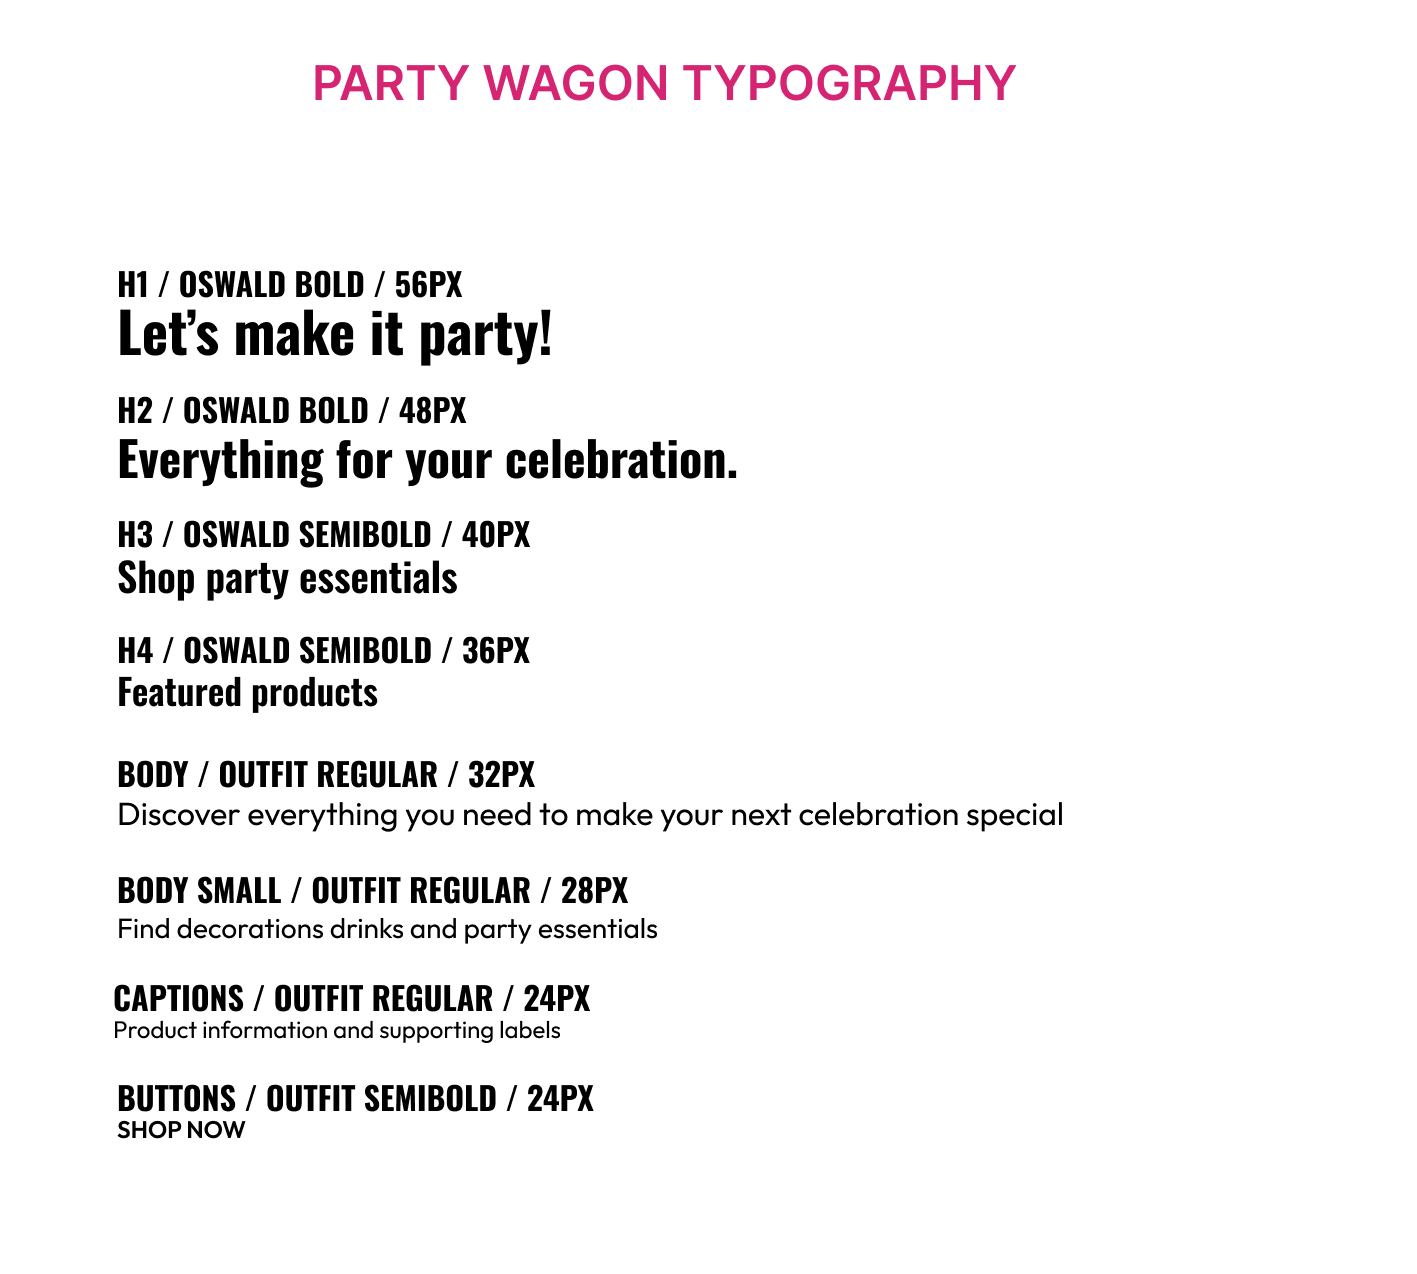 PARTY WAGON TYPOGRAPHY
H1 / OSWALD BOLD / 56PX
Let’s make it party!
H2 / OSWALD BOLD / 48PX
Everything for your celebration.
H3 / OSWALD SEMIBOLD / 40PX
Shop party essentials
H4 / OSWALD SEMIBOLD / 36PX
Featured products
BODY / OUTFIT REGULAR / 32PX
Discover everything you need to make your next celebration special
BODY SMALL / OUTFIT REGULAR / 28PX
Find decorations drinks and party essentials
CAPTIONS / OUTFIT REGULAR / 24PX
Product information and supporting labels
BUTTONS / OUTFIT SEMIBOLD / 24PX
SHOP NOW